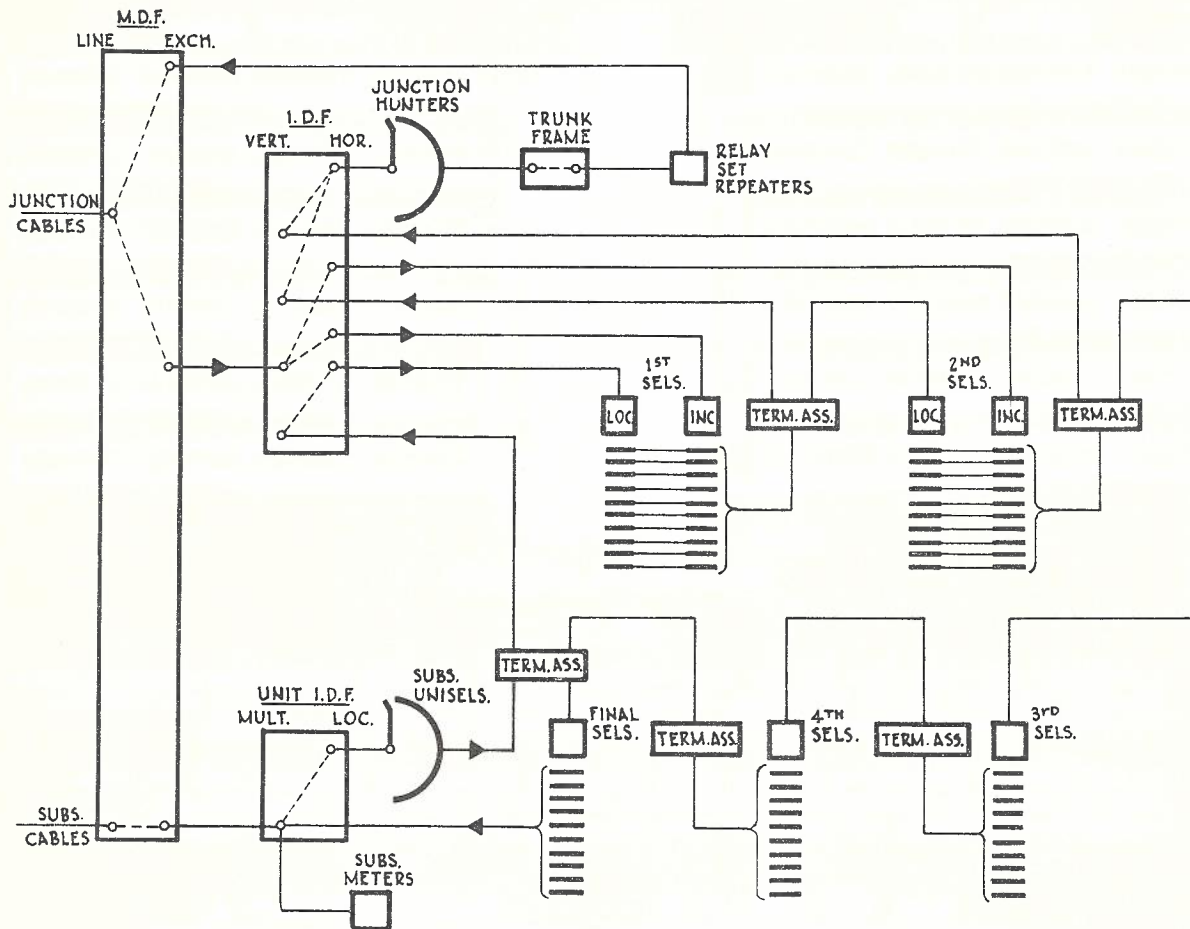 M.D.F.
LINE EXCH.
JUNCTION
HUNTERS
I.D.F.
VERT. HOR.
TRUNK
FRAME
RELAY
SET
REPEATERS
JUNCTION
CABLES
1ST
SELS.
2ND
SELS.
LOC
INC
TERM. ASS.
LOC
INC.
TERM. ASS.
TERM. ASS.
SUBS.
UNISELS.
UNIT I.D.F.
MULT. LOC.
FINAL
SELS.
TERM. ASS.
4TH
SELS.
TERM. ASS.
3RD
SELS.
SUBS.
CABLES
SUBS.
METERS